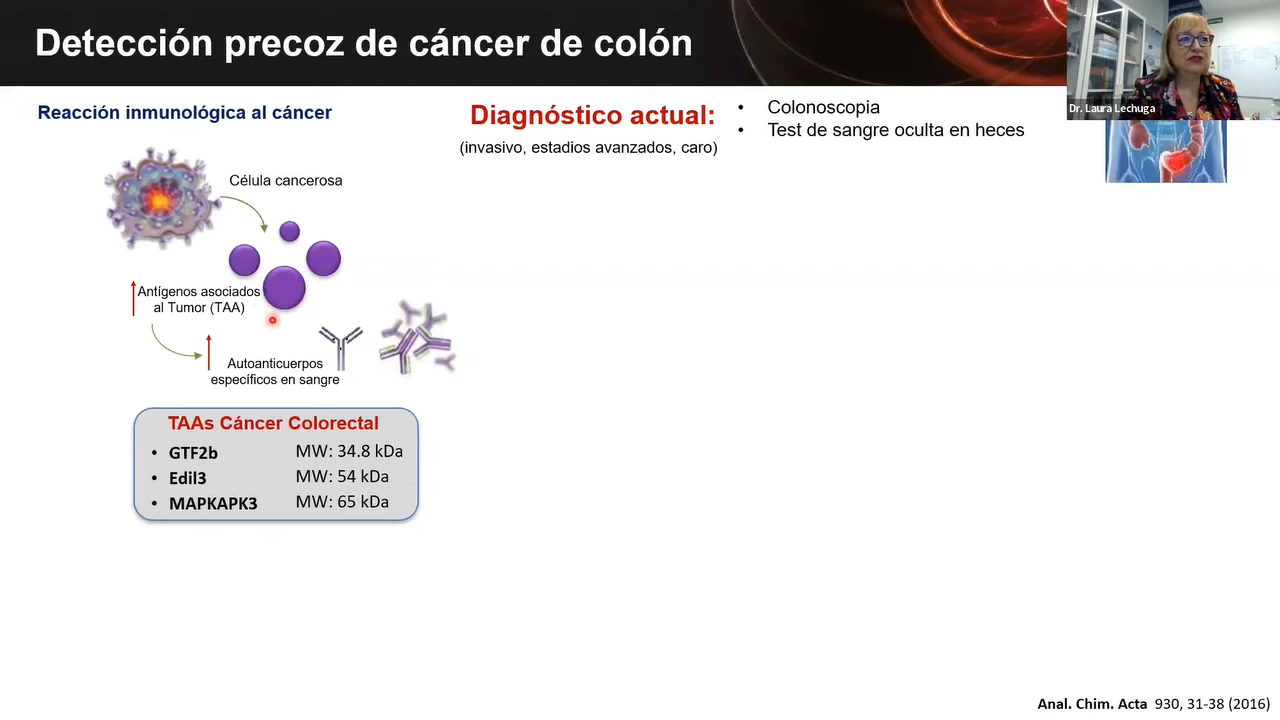 Detección precoz de cáncer de colón
Dr. Laura Lechuga
Reacción inmunológica al cáncer
Diagnóstico actual:
(invasivo, estadios avanzados, caro)
• Colonoscopia
• Test de sangre oculta en heces
Célula cancerosa
Antígenos asociados
al Tumor (TAA)
Autoanticuerpos
específicos en sangre
TAAs Cáncer Colorectal
• GTF2b MW: 34.8 kDa
• Edil3 MW: 54 kDa
• MAPKAPK3 MW: 65 kDa
Anal. Chim. Acta 930, 31-38 (2016)